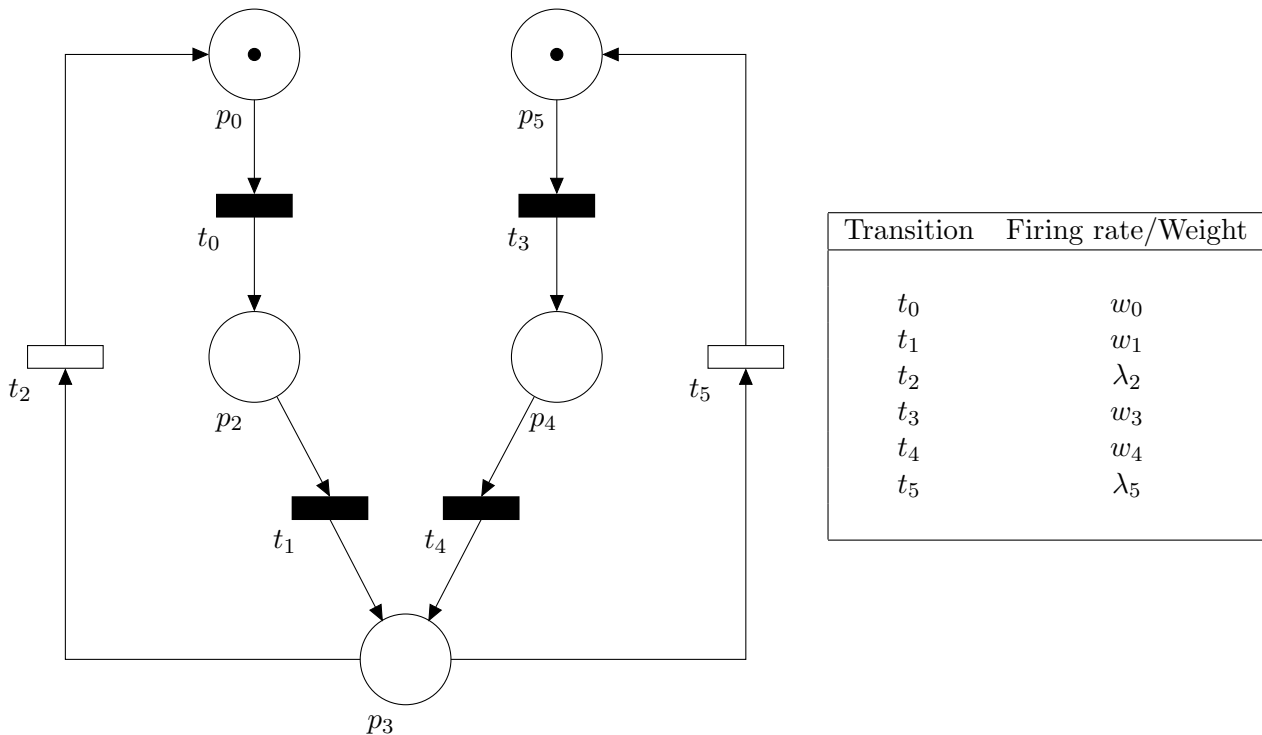 p₀
p₅
t₀
t₃
t₂
p₂
p₄
t₅
t₁
t₄
p₃
Transition Firing rate/Weight
t₀ w₀
t₁ w₁
t₂ λ₂
t₃ w₃
t₄ w₄
t₅ λ₅